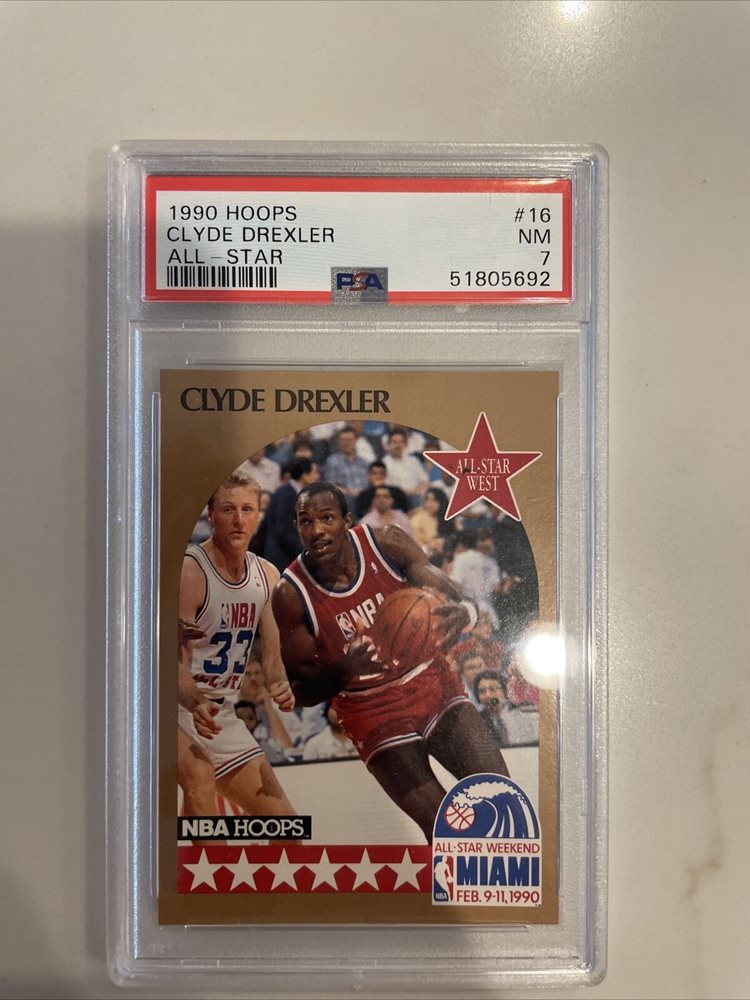 1990 HOOPS #16
CLYDE DREXLER NM
ALL-STAR 7
PSA 51805692
CLYDE DREXLER
ALL-STAR
WEST
NBA
NBA
33
NBA HOOPS
ALL-STAR WEEKEND
MIAMI
NBA
FEB. 9-11, 1990